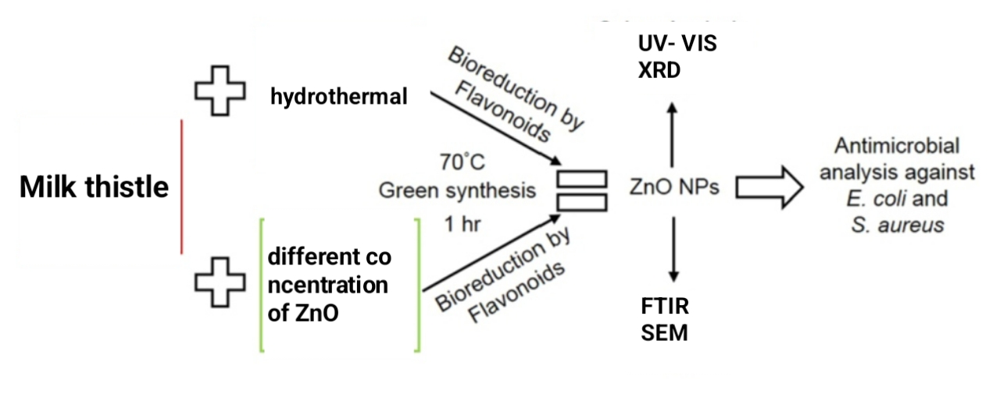 Milk thistle
hydrothermal
different co
ncentration
of ZnO
Bioreduction by
Flavonoids
70°C
Green synthesis
1 hr
Bioreduction by
Flavonoids
UV- VIS
XRD
ZnO NPs
FTIR
SEM
Antimicrobial
analysis against
E. coli and
S. aureus